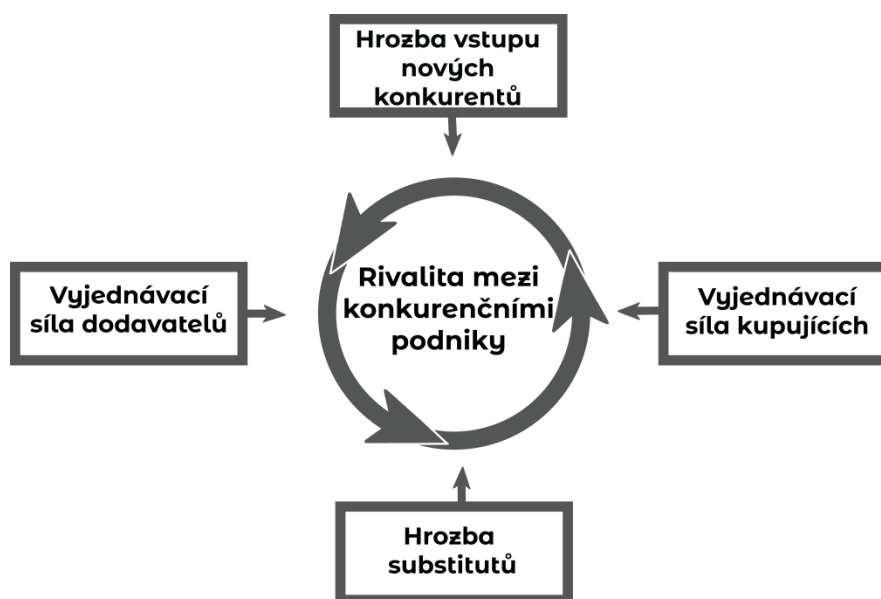 Hrozba vstupu
nových
konkurentů
Vyjednávací
síla dodavatelů
Rivalita mezi
konkurenčními
podniky
Vyjednávací
síla kupujících
Hrozba
substitutů